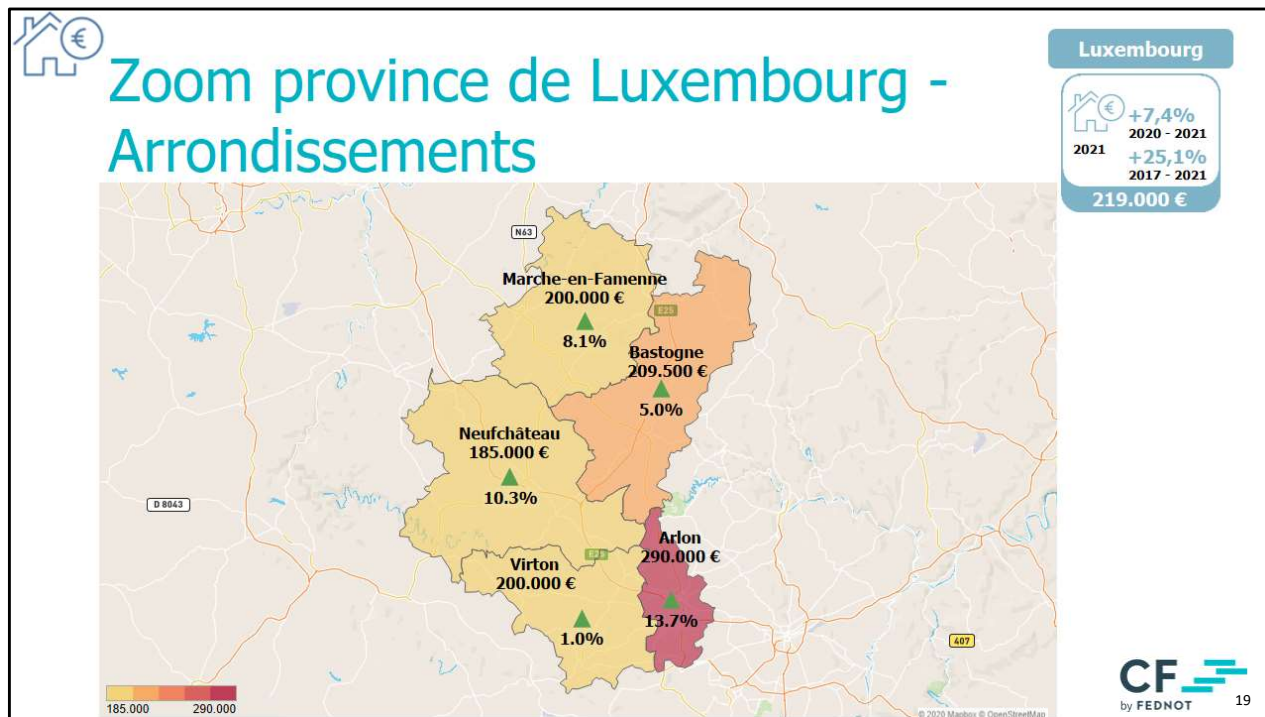 Zoom province de Luxembourg -
Arrondissements
Luxembourg
€
+7,4%
2020 - 2021
2021
+25,1%
2017 - 2021
219.000 €
N63
Marche-en-Famenne
200.000 €
8.1%
E25
Bastogne
209.500 €
5.0%
Neufchâteau
185.000 €
10.3%
D 8043
Arlon
290.000 €
13.7%
E25
Virton
200.000 €
1.0%
407
185.000 290.000
© 2020 Mapbox © OpenStreetMap
CF
by FEDNOT
19